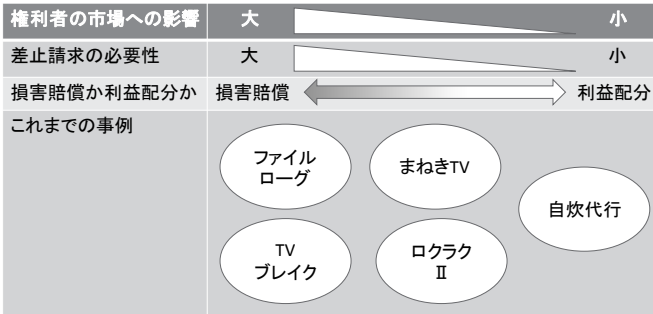 権利者の市場への影響 大 小
差止請求の必要性 大 小
損害賠償か利益配分か 損害賠償 利益配分
これまでの事例
ファイル
ローグ
まねきTV
自炊代行
TV
ブレイク
ロクラク
Ⅱ